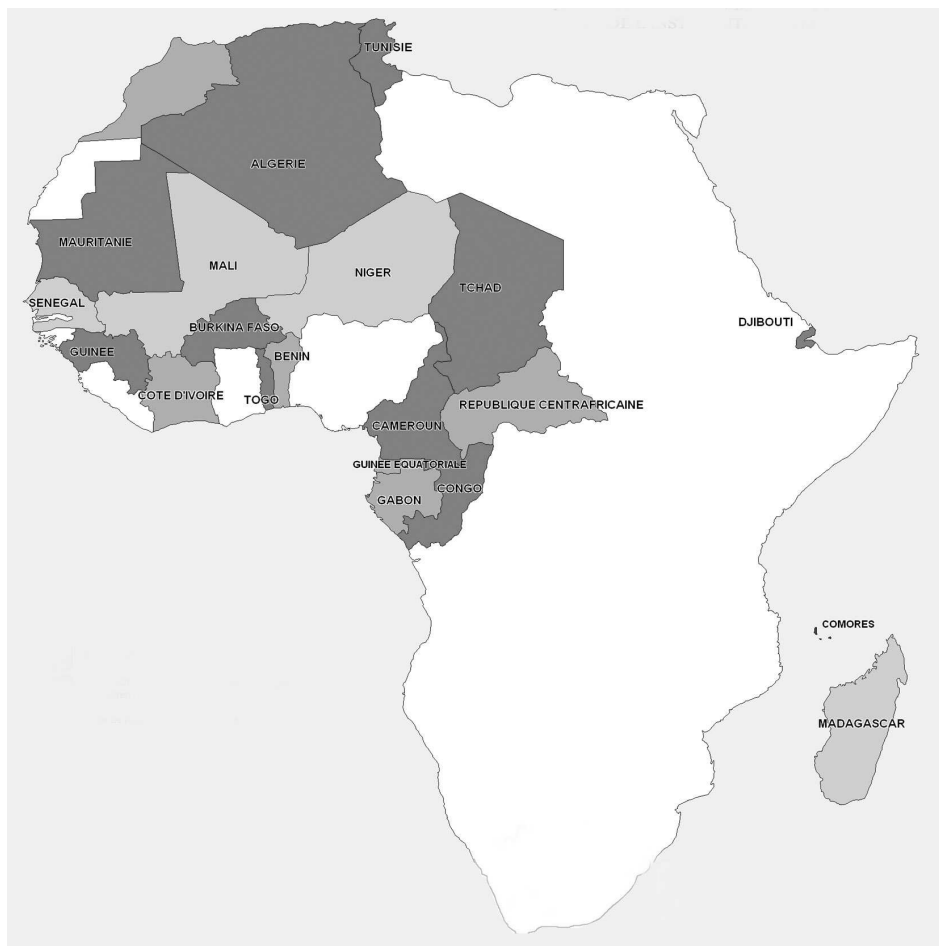 TUNISIE
ALGERIE
MAURITANIE
MALI
NIGER
TCHAD
SENEGAL
DJIBOUTI
BURKINA FASO
GUINEE
BENIN
COTE D'IVOIRE
TOGO
REPUBLIQUE CENTRAFRICAINE
CAMEROUN
GUINEE EQUATORIALE
CONGO
GABON
COMORES
MADAGASCAR